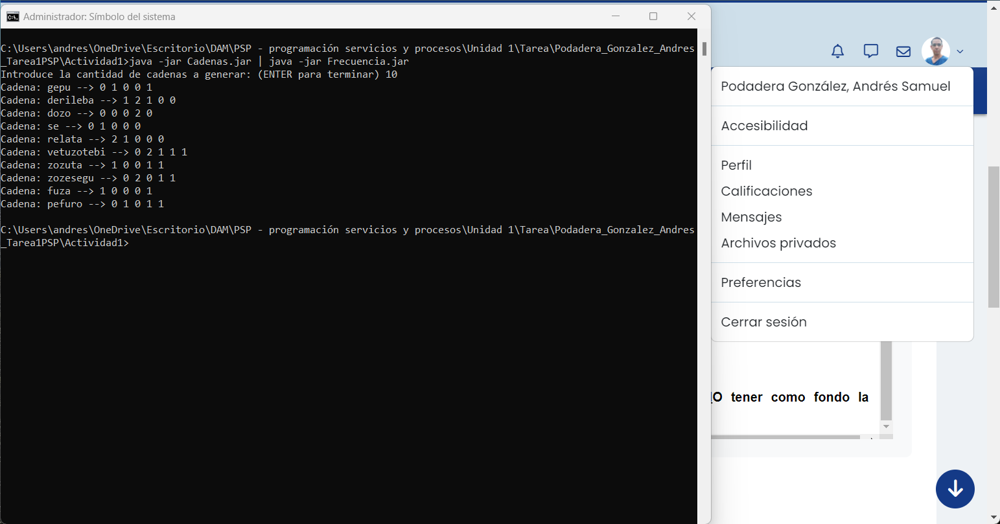 Administrador: Símbolo del sistema
C:\Users\andres\OneDrive\Escritorio\DAM\PSP - programación servicios y procesos\Unidad 1\Tarea\Podadera_Gonzalez_Andres
_Tarea1PSP\Actividad1>java -jar Cadenas.jar | java -jar Frecuencia.jar
Introduce la cantidad de cadenas a generar: (ENTER para terminar) 10
Cadena: gepu --> 0 1 0 0 1
Cadena: derileba --> 1 2 1 0 0
Cadena: dozo --> 0 0 0 2 0
Cadena: se --> 0 1 0 0 0
Cadena: relata --> 2 1 0 0 0
Cadena: vetuzotebi --> 0 2 1 1 1
Cadena: zozuta --> 1 0 0 1 1
Cadena: zozesegu --> 0 2 0 1 1
Cadena: fuza --> 1 0 0 0 1
Cadena: pefuro --> 0 1 0 1 1
C:\Users\andres\OneDrive\Escritorio\DAM\PSP - programación servicios y procesos\Unidad 1\Tarea\Podadera_Gonzalez_Andres
_Tarea1PSP\Actividad1>
Podadera González, Andrés Samuel
Accesibilidad
Perfil
Calificaciones
Mensajes
Archivos privados
Preferencias
Cerrar sesión
tener como fondo la